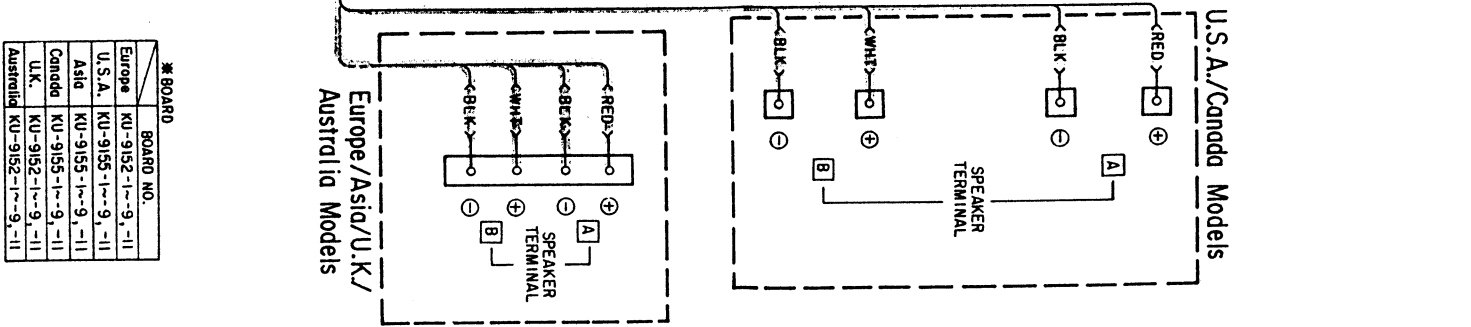 U.S.A./Canada Models
RED
BLK
WHT
BLK
⊕
⊖
⊕
⊖
A
B
SPEAKER
TERMINAL
RED
BLK
WHT
BLK
⊕
⊖
⊕
⊖
A
B
SPEAKER
TERMINAL
Europe/Asia/U.K./
Australia Models
※ BOARD
BOARD NO.
Europe KU-9152-1~-9, -11
U.S.A. KU-9155-1~-9, -11
Asia KU-9155-1~-9, -11
Canada KU-9155-1~-9, -11
U.K. KU-9152-1~-9, -11
Australia KU-9152-1~-9, -11